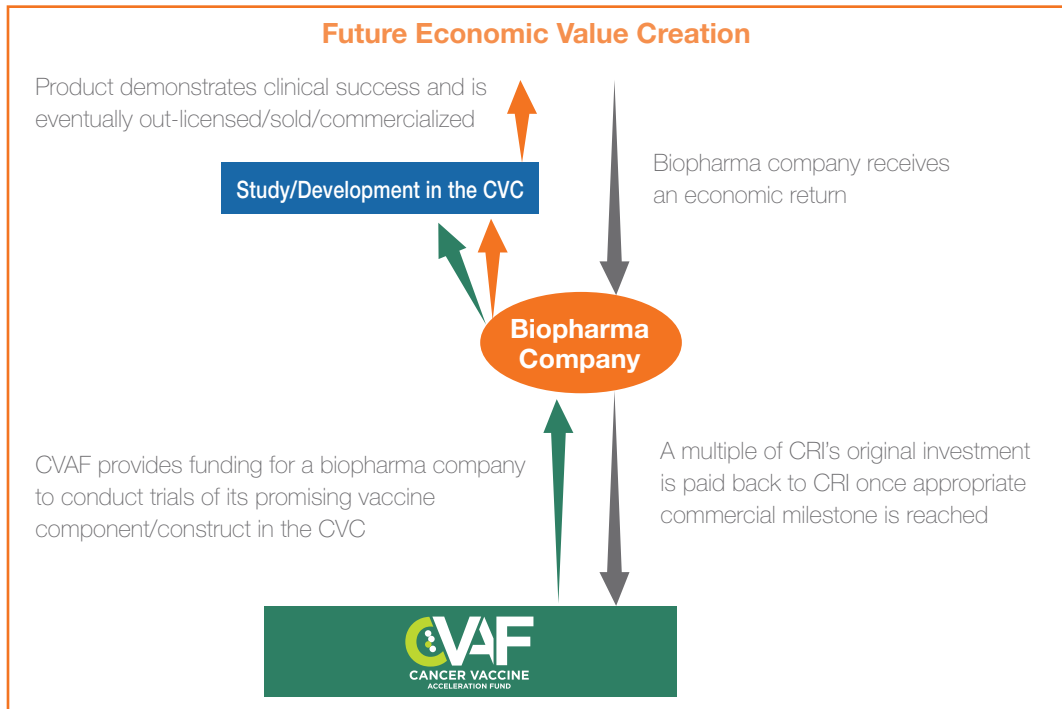 Future Economic Value Creation
Product demonstrates clinical success and is
eventually out-licensed/sold/commercialized
Study/Development in the CVC
Biopharma company receives
an economic return
Biopharma
Company
CVAF provides funding for a biopharma company
to conduct trials of its promising vaccine
component/construct in the CVC
A multiple of CRI’s original investment
is paid back to CRI once appropriate
commercial milestone is reached
CVAF
CANCER VACCINE
ACCELERATION FUND